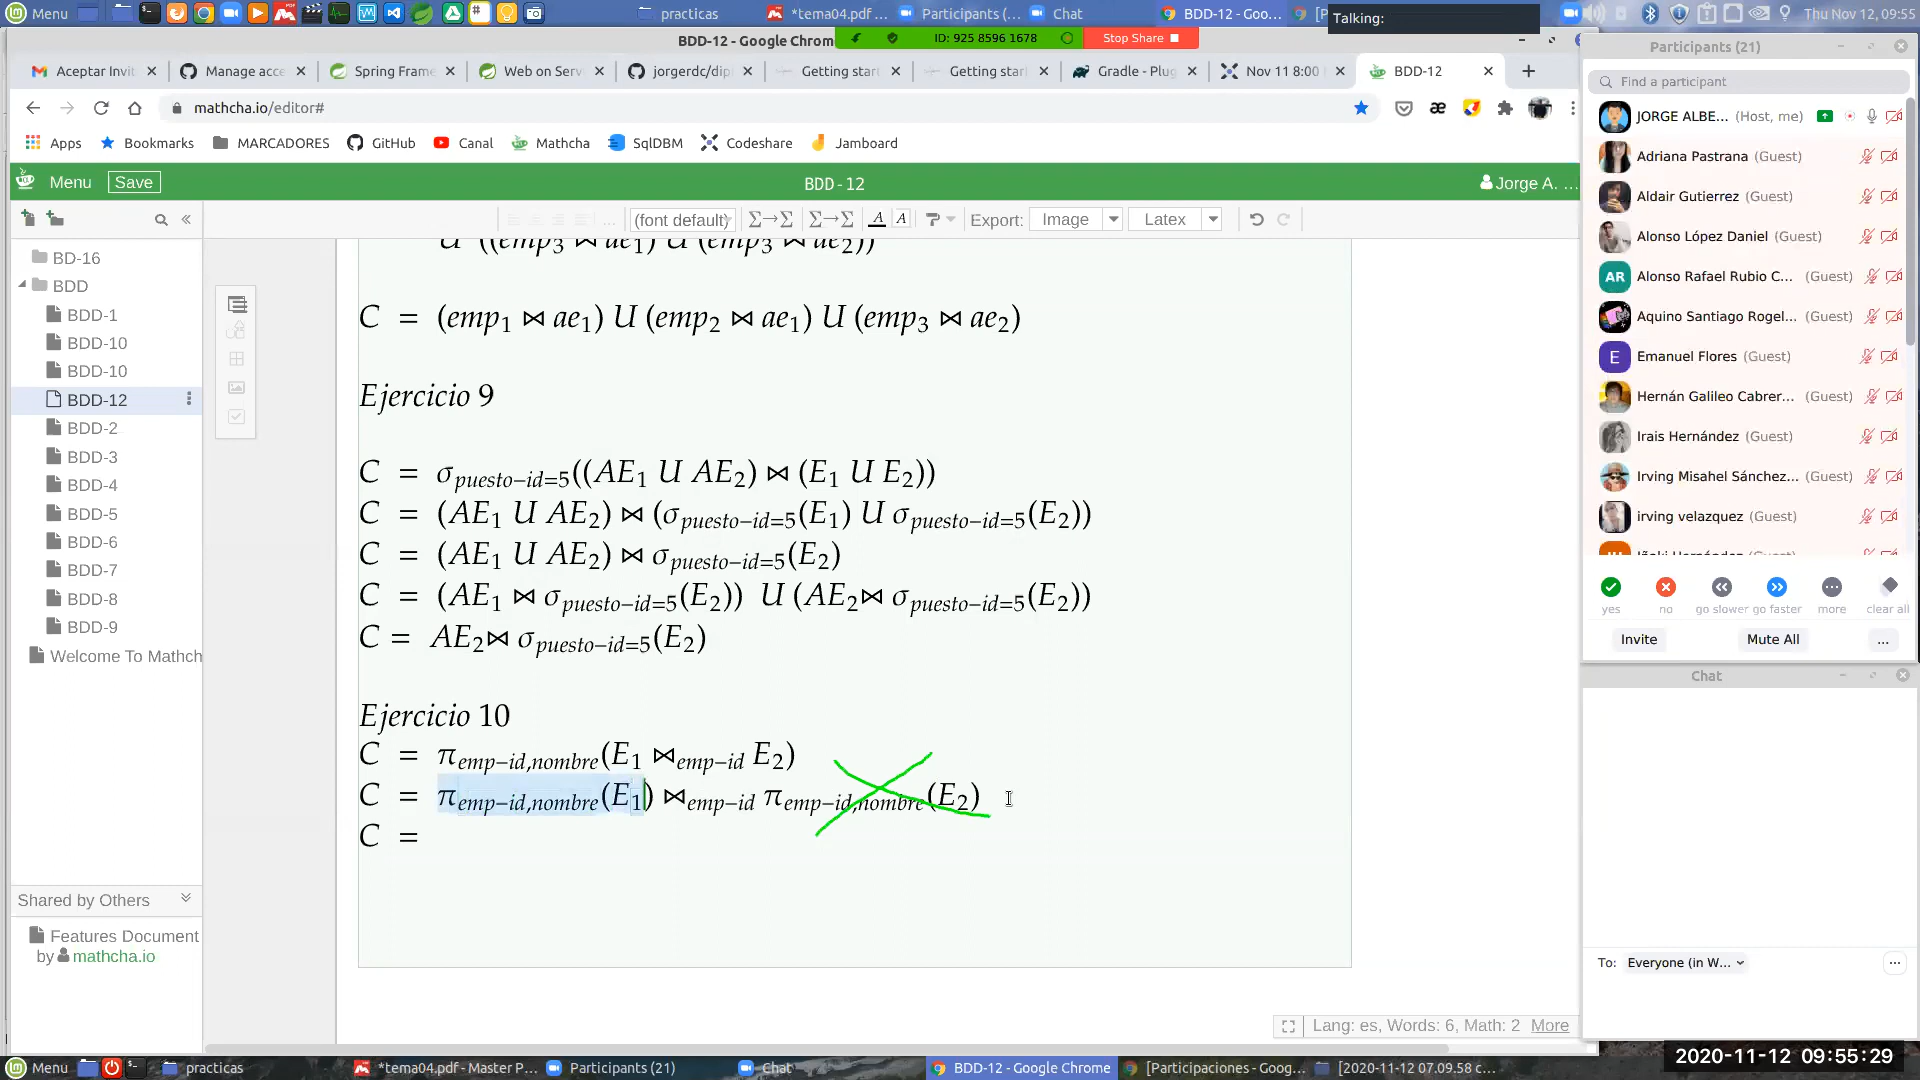 Menu
practicas
*tema04.pdf ...
Participants (...
Chat
BDD-12 - Goo...
[P
Talking:
Thu Nov 12, 09:55
BDD-12 - Google Chrom
ID: 925 8596 1678
Stop Share
Aceptar Invit
Manage acce
Spring Frame
Web on Serv
jorgerdc/dip
Getting star
Getting star
Gradle - Plug
Nov 11 8:00
BDD-12
mathcha.io/editor#
Apps
Bookmarks
MARCADORES
GitHub
Canal
Mathcha
SqlDBM
Codeshare
Jamboard
Menu
Save
BDD-12
Jorge A. ...
(font default)
Σ→Σ
Σ→Σ
A
A
Export:
Image
Latex
BD-16
BDD
BDD-1
BDD-10
BDD-10
BDD-12
BDD-2
BDD-3
BDD-4
BDD-5
BDD-6
BDD-7
BDD-8
BDD-9
Welcome To Mathch
Shared by Others
Features Document
by mathcha.io
U ((emp₃ ⋈ ae₁) U (emp₃ ⋈ ae₂))
C = (emp₁ ⋈ ae₁) U (emp₂ ⋈ ae₁) U (emp₃ ⋈ ae₂)
Ejercicio 9
C = σpuesto−id=5((AE₁ U AE₂) ⋈ (E₁ U E₂))
C = (AE₁ U AE₂) ⋈ (σpuesto−id=5(E₁) U σpuesto−id=5(E₂))
C = (AE₁ U AE₂) ⋈ σpuesto−id=5(E₂)
C = (AE₁ ⋈ σpuesto−id=5(E₂)) U (AE₂⋈ σpuesto−id=5(E₂))
C = AE₂⋈ σpuesto−id=5(E₂)
Ejercicio 10
C = πemp−id,nombre(E₁ ⋈emp−id E₂)
C = πemp−id,nombre(E₁) ⋈emp−id πemp−id,nombre(E₂)
C =
Lang: es, Words: 6, Math: 2 More
Participants (21)
Find a participant
JORGE ALBE... (Host, me)
Adriana Pastrana (Guest)
Aldair Gutierrez (Guest)
Alonso López Daniel (Guest)
AR Alonso Rafael Rubio C... (Guest)
Aquino Santiago Rogel... (Guest)
E Emanuel Flores (Guest)
Hernán Galileo Cabrer... (Guest)
Irais Hernández (Guest)
Irving Misahel Sánchez... (Guest)
irving velazquez (Guest)
yes
no
go slower
go faster
more
clear all
Invite
Mute All
...
Chat
To: Everyone (in W...
Menu
practicas
*tema04.pdf - Master P...
Participants (21)
Chat
BDD-12 - Google Chrome
[Participaciones - Goog...
[2020-11-12 07.09.58 c...
2020-11-12 09:55:29